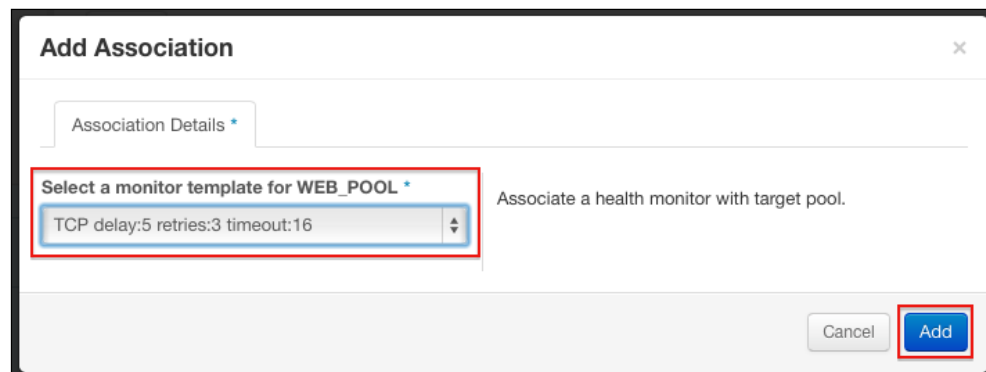 Add Association
×
Association Details *
Select a monitor template for WEB_POOL *
TCP delay:5 retries:3 timeout:16
Associate a health monitor with target pool.
Cancel
Add